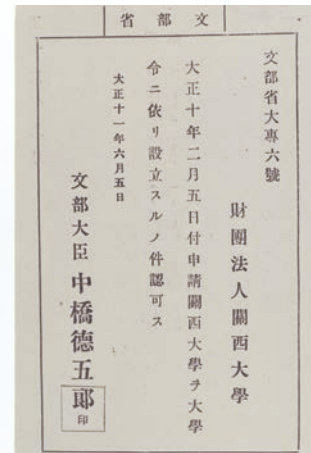 文部省
文部省大專六號
財團法人關西大學
大正十年二月五日付申請關西大學ヲ大學
令ニ依リ設立スルノ件認可ス
大正十一年六月五日
文部大臣 中橋德五郞
印